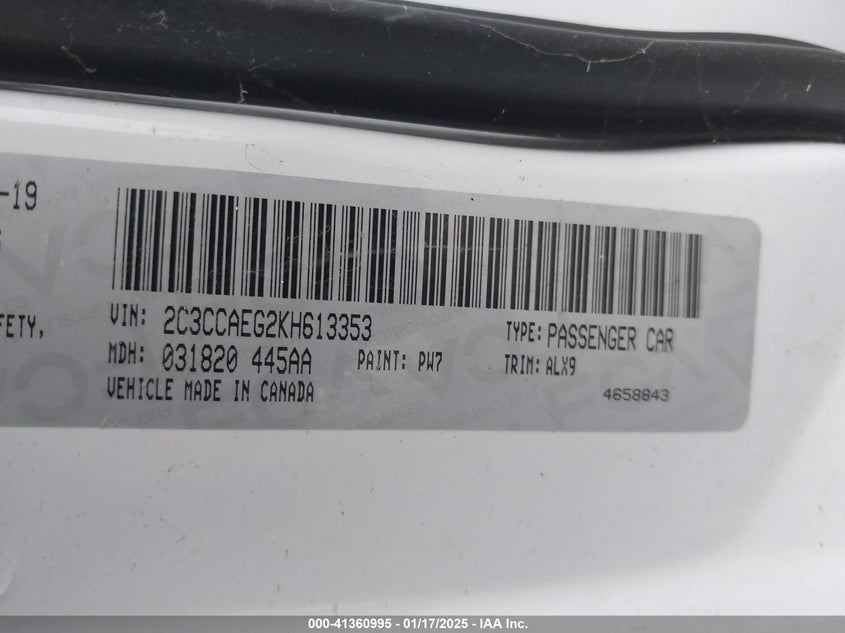 -19
FETY,
VIN: 2C3CCAEG2KH613353
TYPE: PASSENGER CAR
MDH: 031820 445AA
PAINT: PW7
TRIM: ALX9
VEHICLE MADE IN CANADA
4658843
000-41360995 - 01/17/2025 - IAA Inc.